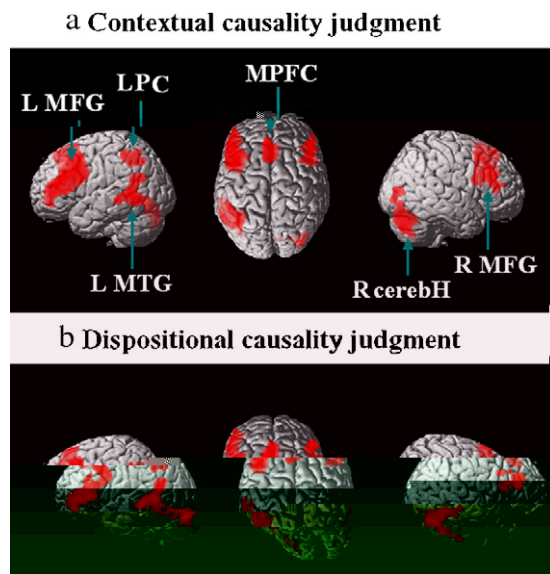 a Contextual causality judgment
MPFC
LPC
L MFG
L MTG
R MFG
R cerebH
b Dispositional causality judgment